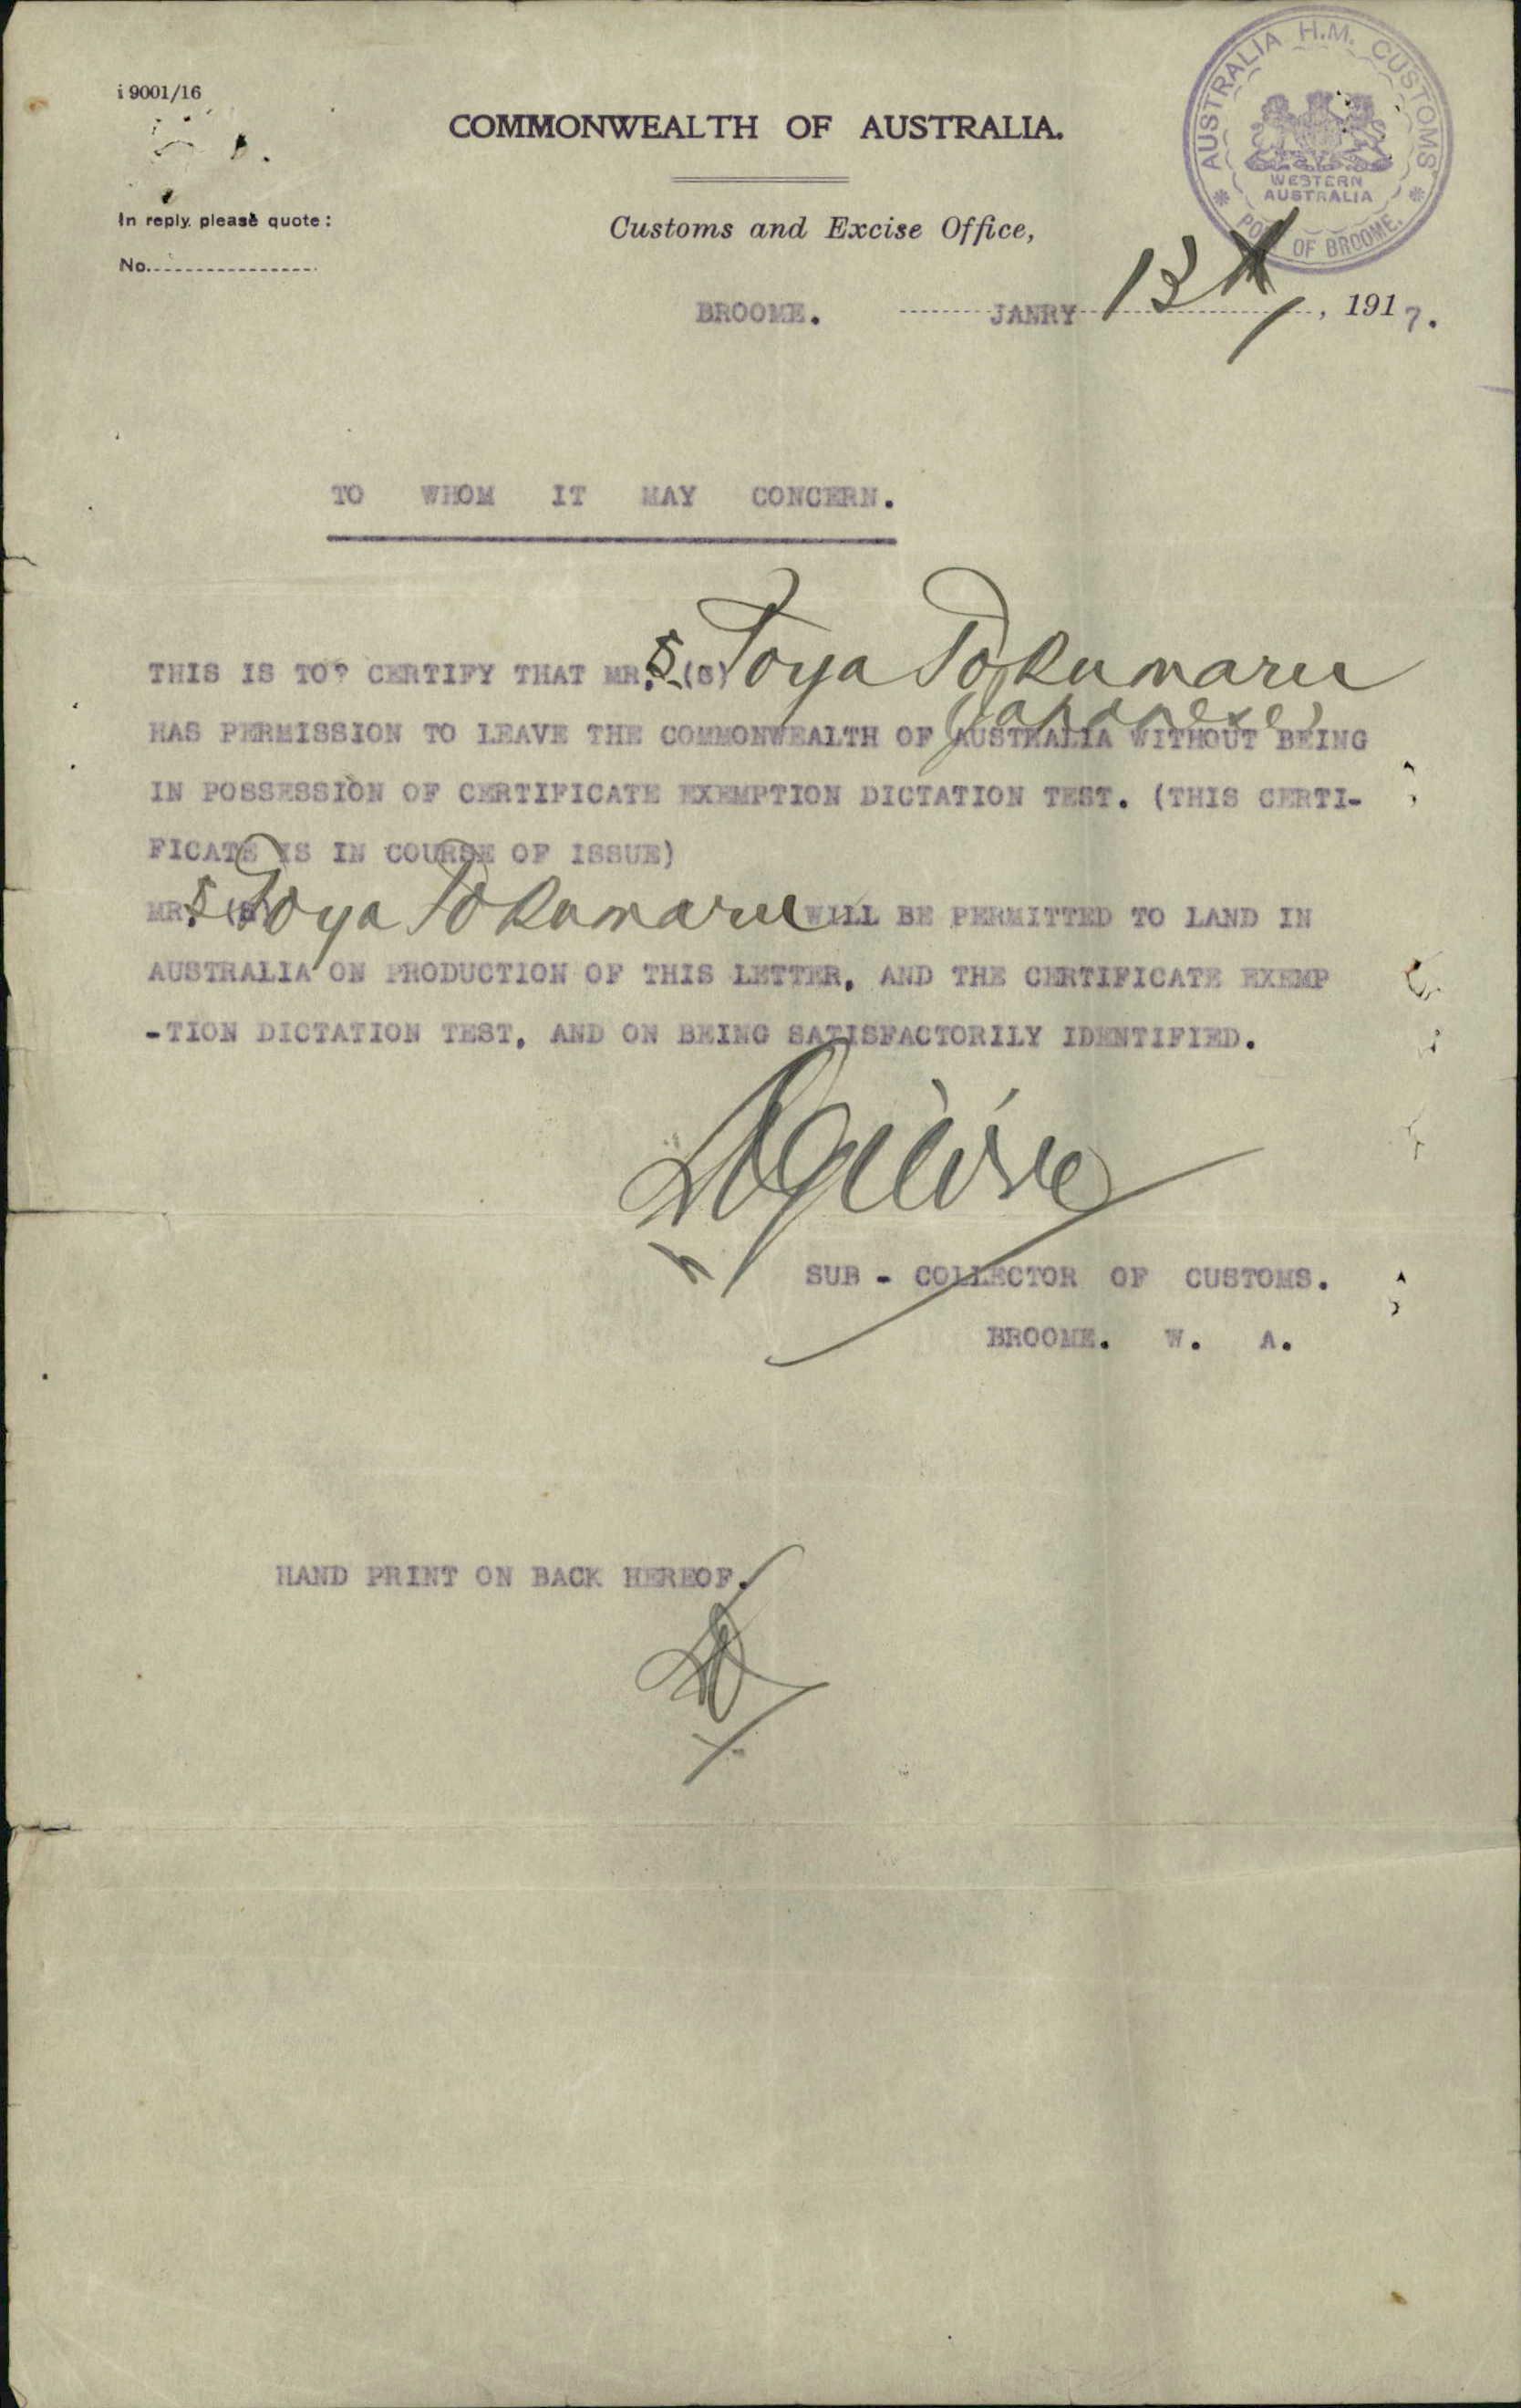 i 9001/16
AUSTRALIA H.M. CUSTOMS
WESTERN
AUSTRALIA
PORT OF BROOME.
COMMONWEALTH OF AUSTRALIA.
In reply please quote:
No.
Customs and Excise Office,
BROOME. JANRY 13th, 1917.
TO WHOM IT MAY CONCERN.
THIS IS TO? CERTIFY THAT MR.s.(S) Toya Tokumaru
(Japanese)
HAS PERMISSION TO LEAVE THE COMMONWEALTH OF AUSTRALIA WITHOUT BEING
IN POSSESSION OF CERTIFICATE EXEMPTION DICTATION TEST. (THIS CERTI-
FICATE IS IN COURSE OF ISSUE)
MR.s (S) Toya Tokumaru WILL BE PERMITTED TO LAND IN
AUSTRALIA ON PRODUCTION OF THIS LETTER, AND THE CERTIFICATE EXEMP
-TION DICTATION TEST, AND ON BEING SATISFACTORILY IDENTIFIED.
SUB - COLLECTOR OF CUSTOMS.
BROOME. W. A.
HAND PRINT ON BACK HEREOF.